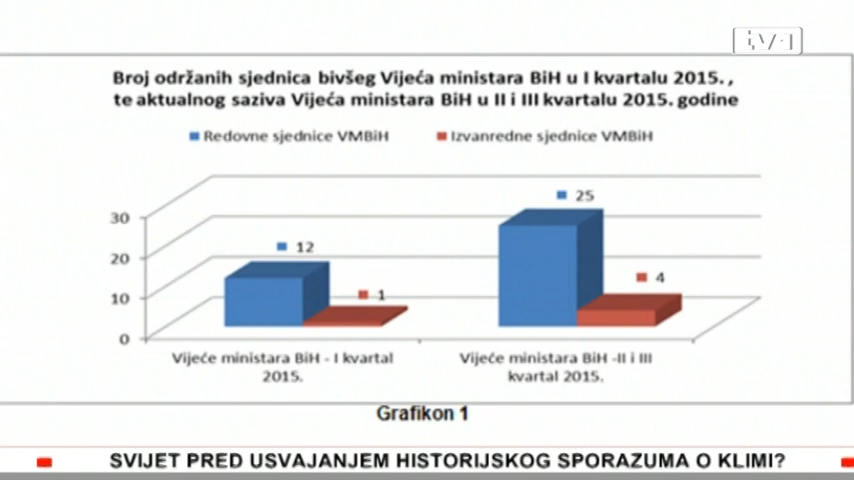 tv1
Broj održanih sjednica bivšeg Vijeća ministara BiH u I kvartalu 2015. ,
te aktualnog saziva Vijeća ministara BiH u II i III kvartalu 2015. godine
Redovne sjednice VMBiH Izvanredne sjednice VMBiH
25
30
12
20
4
1
10
0
Vijeće ministara BiH - I kvartal
2015.
Vijeće ministara BiH -II i III
kvartal 2015.
Grafikon 1
SVIJET PRED USVAJANJEM HISTORIJSKOG SPORAZUMA O KLIMI?